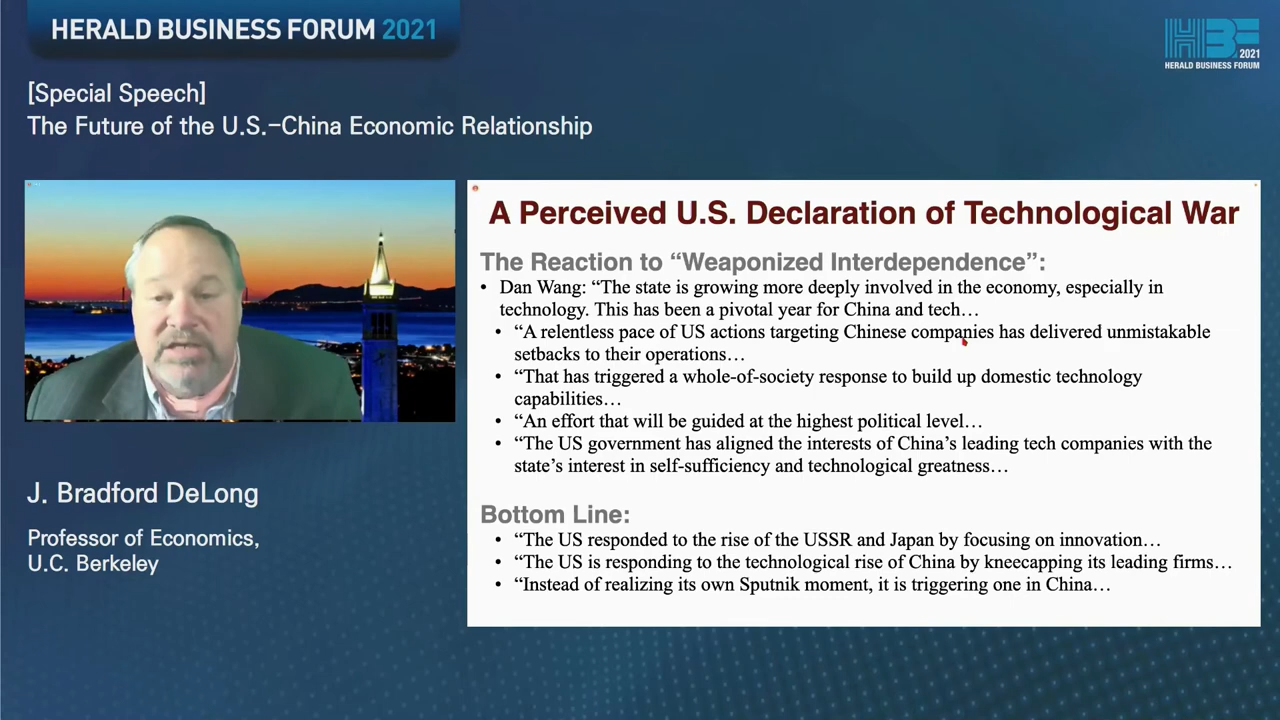 HERALD BUSINESS FORUM 2021
HBF
2021
HERALD BUSINESS FORUM
[Special Speech]
The Future of the U.S.-China Economic Relationship
A Perceived U.S. Declaration of Technological War
The Reaction to “Weaponized Interdependence”:
• Dan Wang: “The state is growing more deeply involved in the economy, especially in
technology. This has been a pivotal year for China and tech…
• “A relentless pace of US actions targeting Chinese companies has delivered unmistakable
setbacks to their operations…
• “That has triggered a whole-of-society response to build up domestic technology
capabilities…
• “An effort that will be guided at the highest political level…
• “The US government has aligned the interests of China’s leading tech companies with the
state’s interest in self-sufficiency and technological greatness…
Bottom Line:
• “The US responded to the rise of the USSR and Japan by focusing on innovation…
• “The US is responding to the technological rise of China by kneecapping its leading firms…
• “Instead of realizing its own Sputnik moment, it is triggering one in China…
J. Bradford DeLong
Professor of Economics,
U.C. Berkeley